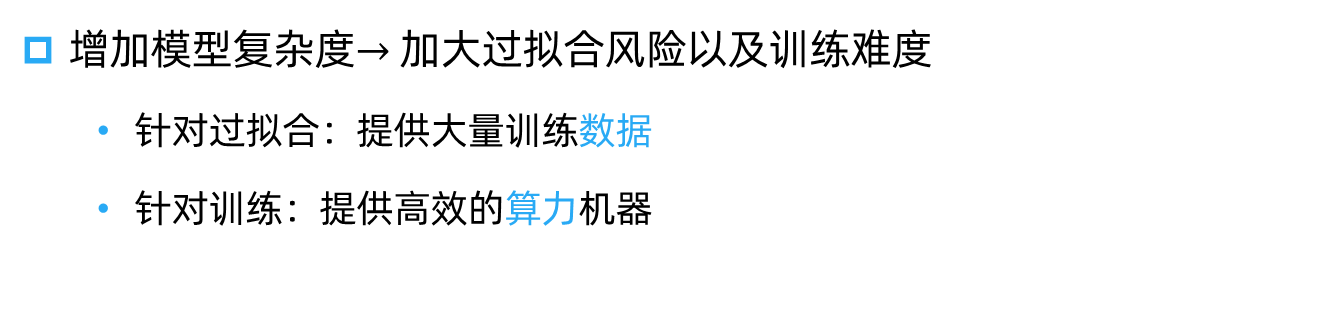 增加模型复杂度→ 加大过拟合风险以及训练难度
• 针对过拟合：提供大量训练数据
• 针对训练：提供高效的算力机器